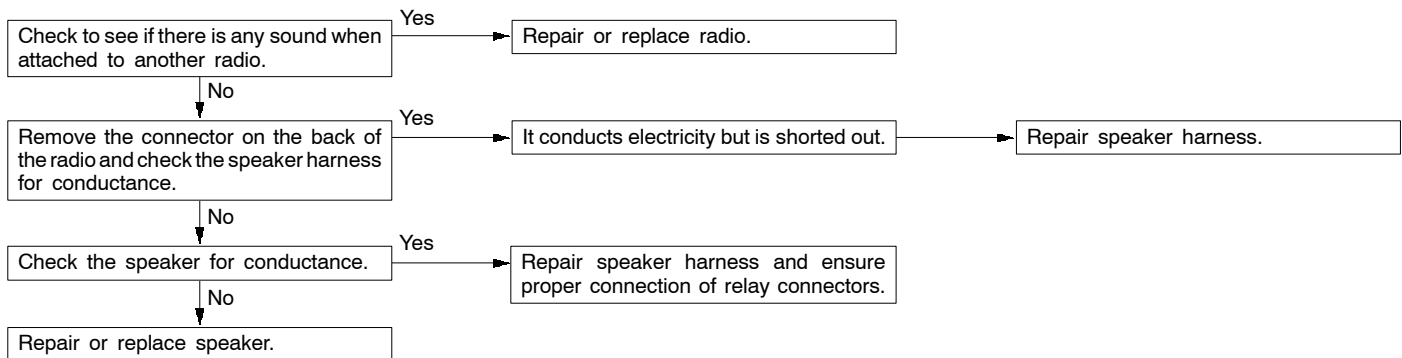 Check to see if there is any sound when
attached to another radio.
Yes
Repair or replace radio.
No
Remove the connector on the back of
the radio and check the speaker harness
for conductance.
Yes
It conducts electricity but is shorted out.
Repair speaker harness.
No
Check the speaker for conductance.
Yes
Repair speaker harness and ensure
proper connection of relay connectors.
No
Repair or replace speaker.